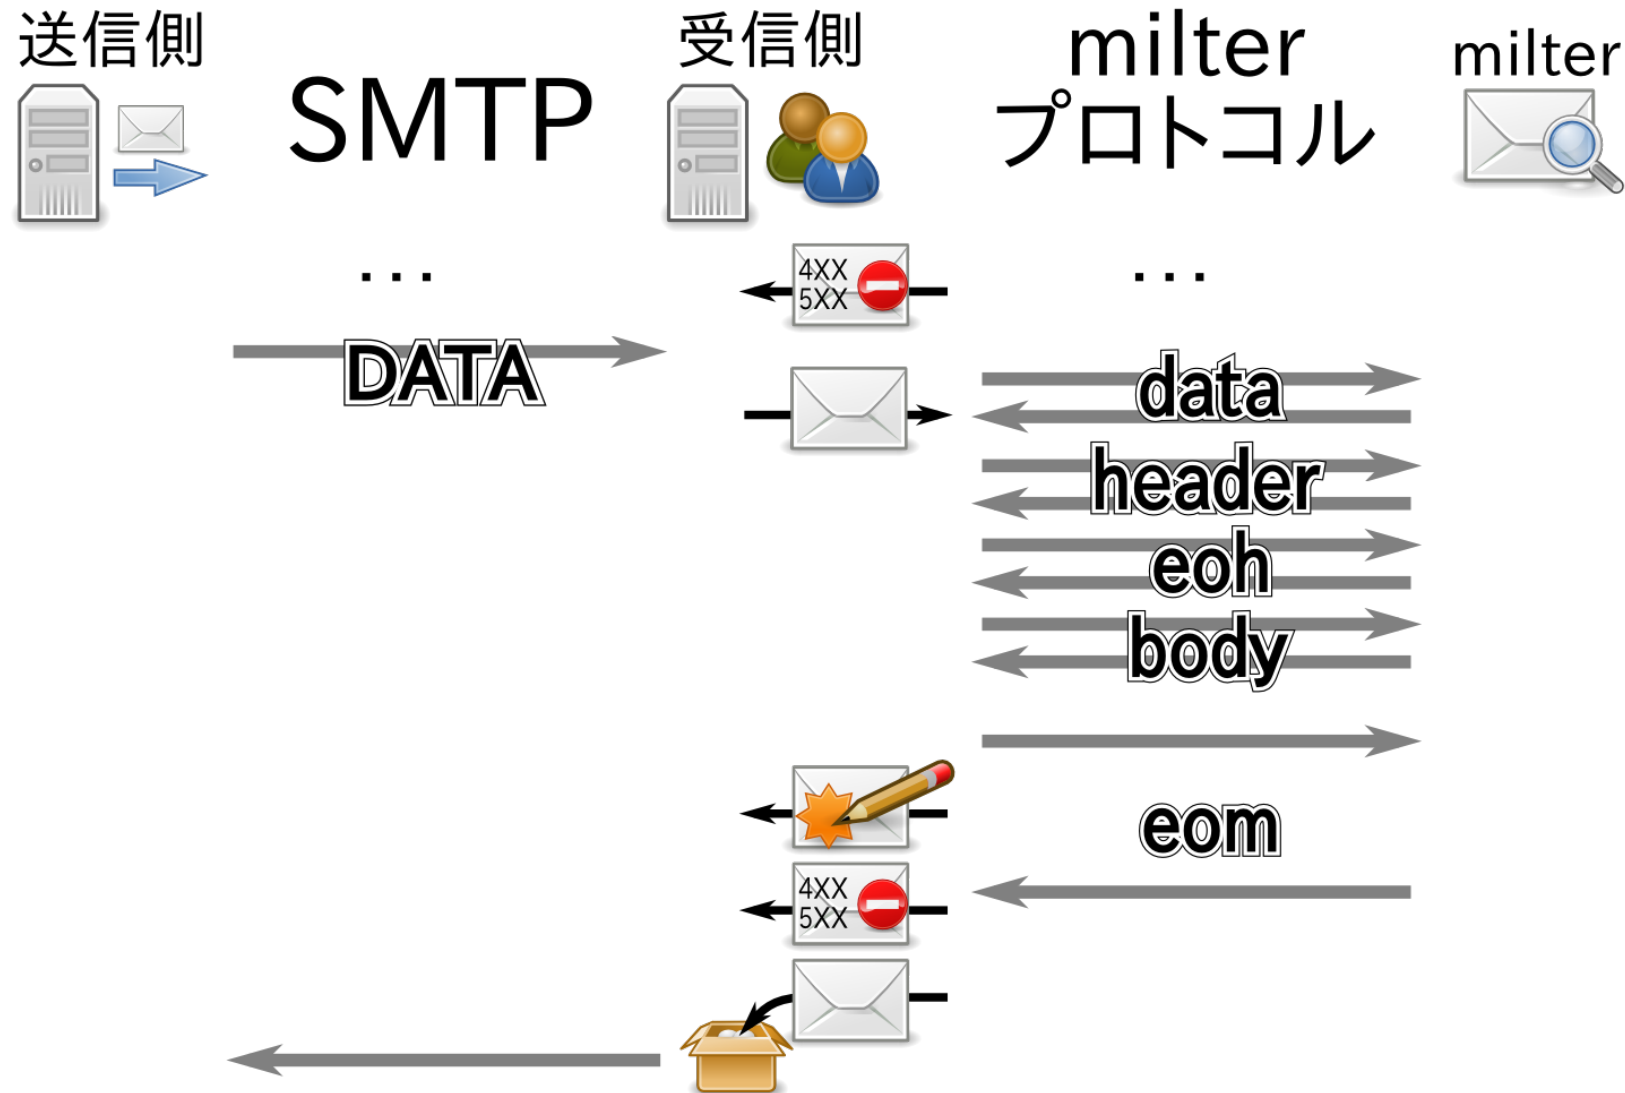 送信側
SMTP
受信側
milter
プロトコル
milter
...
4XX
5XX
...
DATA
data
header
eoh
body
eom
4XX
5XX